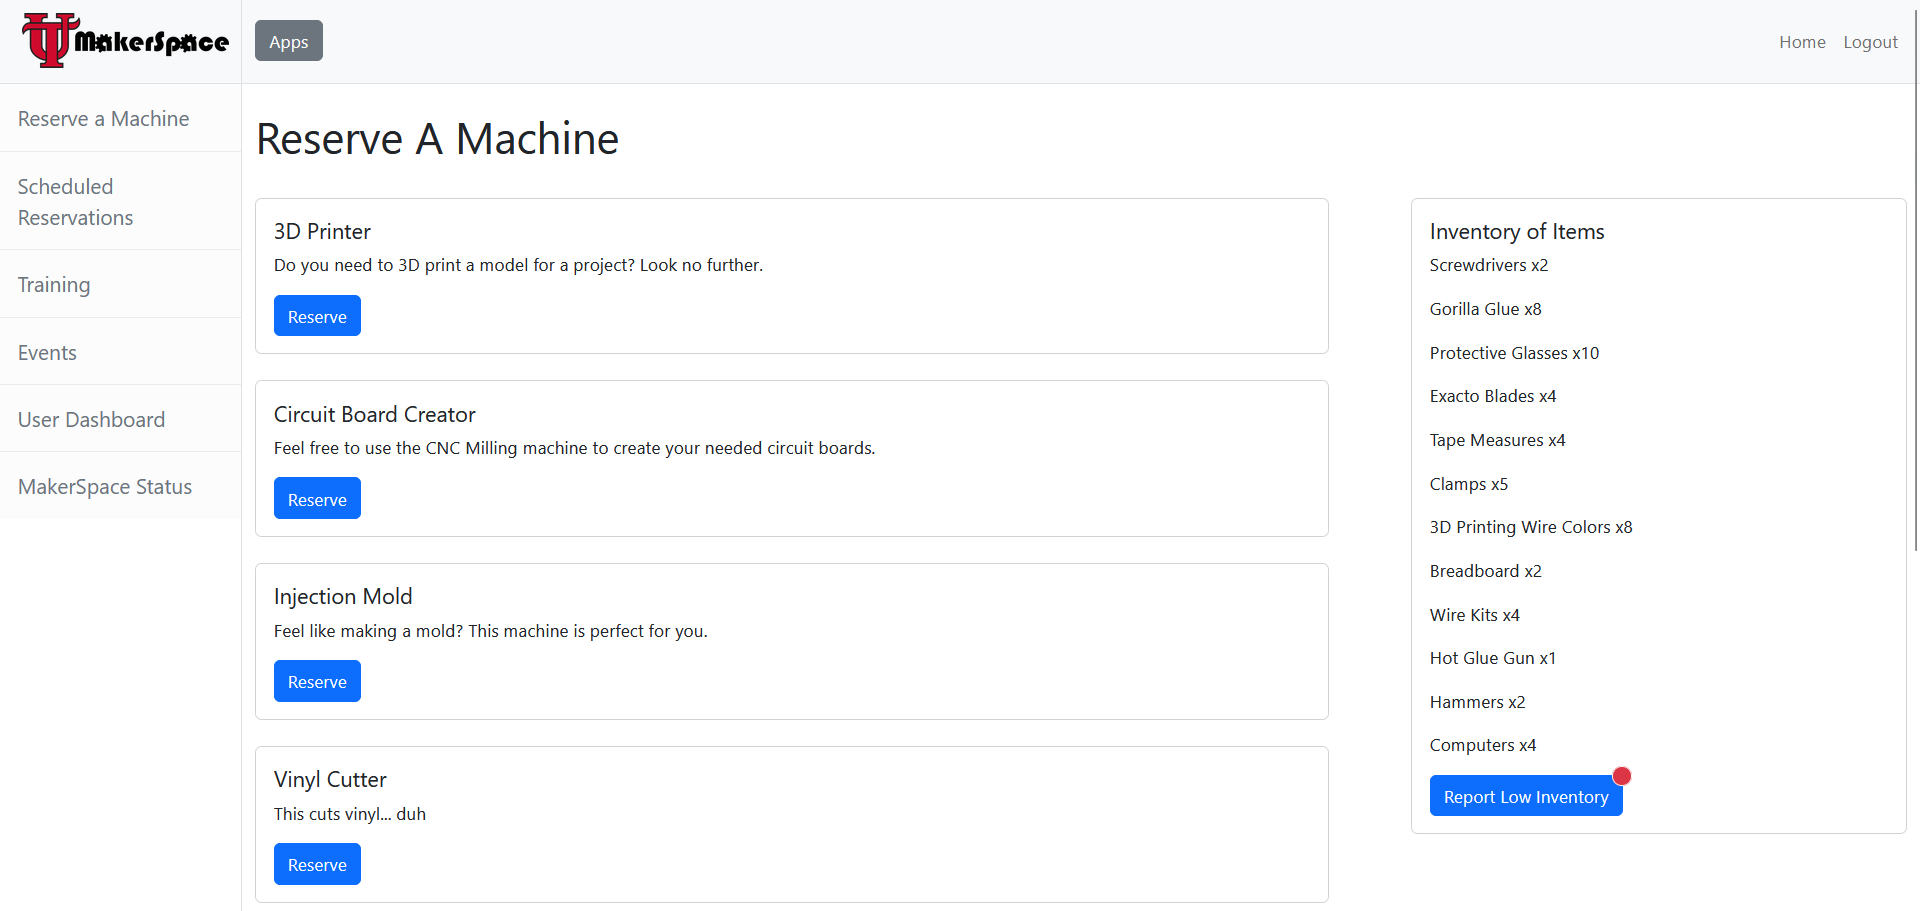 MakerSpace
Apps
Home
Logout
Reserve a Machine
Scheduled
Reservations
Training
Events
User Dashboard
MakerSpace Status
Reserve A Machine
3D Printer
Do you need to 3D print a model for a project? Look no further.
Reserve
Circuit Board Creator
Feel free to use the CNC Milling machine to create your needed circuit boards.
Reserve
Injection Mold
Feel like making a mold? This machine is perfect for you.
Reserve
Vinyl Cutter
This cuts vinyl... duh
Reserve
Inventory of Items
Screwdrivers x2
Gorilla Glue x8
Protective Glasses x10
Exacto Blades x4
Tape Measures x4
Clamps x5
3D Printing Wire Colors x8
Breadboard x2
Wire Kits x4
Hot Glue Gun x1
Hammers x2
Computers x4
Report Low Inventory